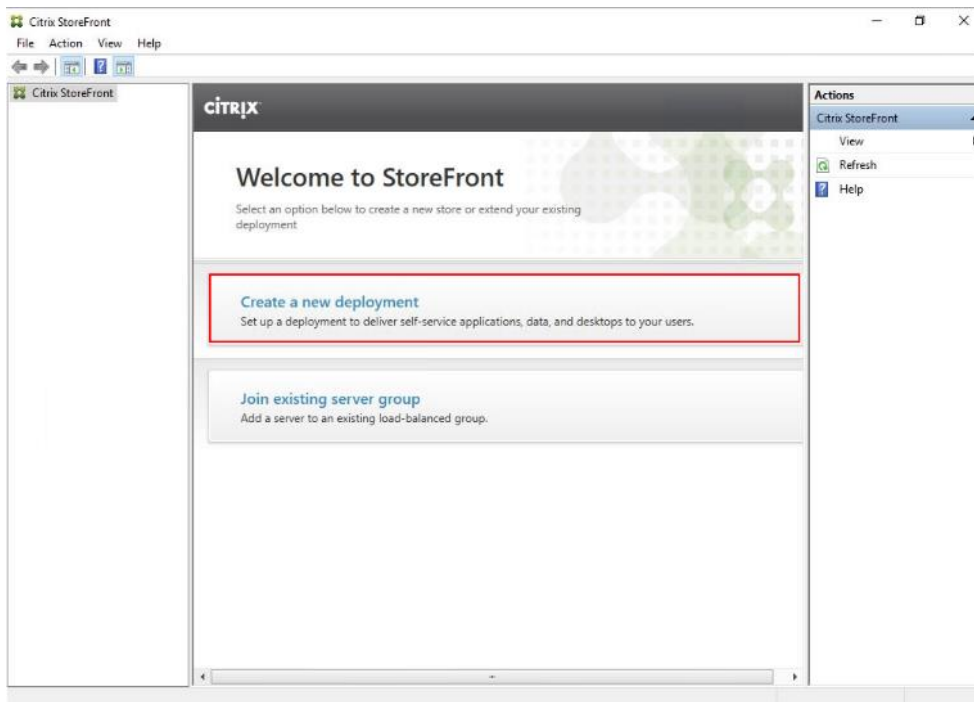 Citrix StoreFront
File Action View Help
Citrix StoreFront
CITRIX
Welcome to StoreFront
Select an option below to create a new store or extend your existing
deployment
Create a new deployment
Set up a deployment to deliver self-service applications, data, and desktops to your users.
Join existing server group
Add a server to an existing load-balanced group.
Actions
Citrix StoreFront
View
Refresh
Help